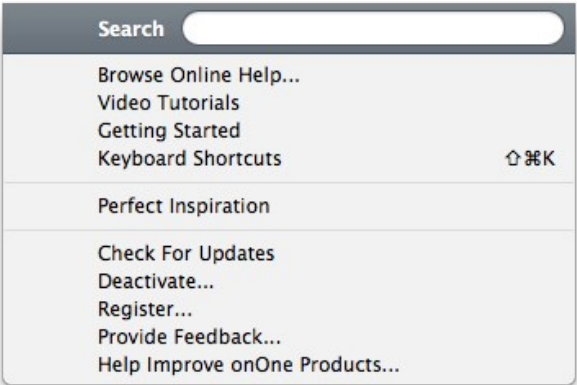 Search
Browse Online Help...
Video Tutorials
Getting Started
Keyboard Shortcuts ⇧⌘K
Perfect Inspiration
Check For Updates
Deactivate...
Register...
Provide Feedback...
Help Improve onOne Products...